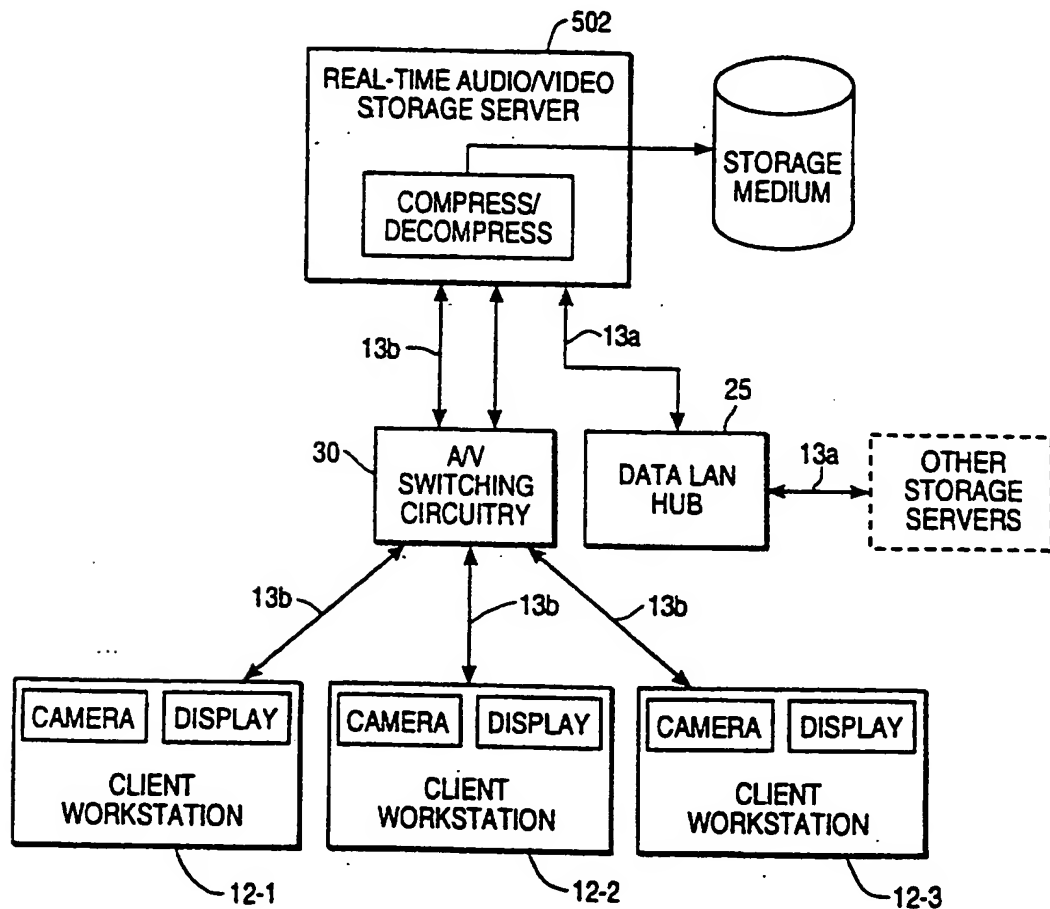 502
REAL-TIME AUDIO/VIDEO
STORAGE SERVER
COMPRESS/
DECOMPRESS
STORAGE
MEDIUM
13b
13a
30
A/V
SWITCHING
CIRCUITRY
25
DATA LAN
HUB
13a
OTHER
STORAGE
SERVERS
13b
13b
13b
CAMERA
DISPLAY
CLIENT
WORKSTATION
CAMERA
DISPLAY
CLIENT
WORKSTATION
CAMERA
DISPLAY
CLIENT
WORKSTATION
12-1
12-2
12-3